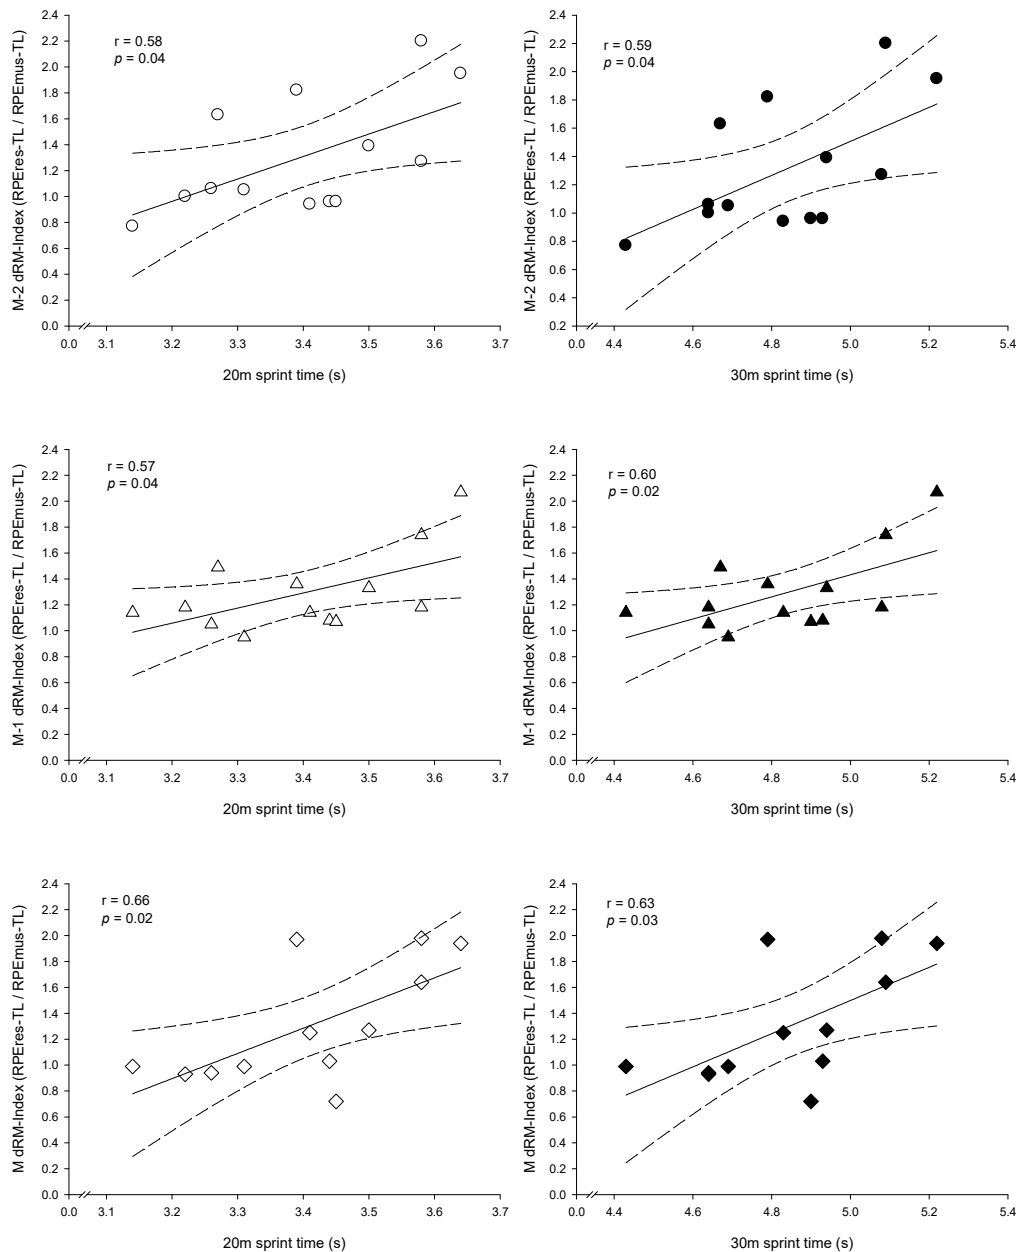 M-2 dRM-Index (RPEres-TL / RPEmus-TL)
2.4
2.2
2.0
1.8
1.6
1.4
1.2
1.0
0.8
0.6
0.4
0.2
0.0
r = 0.58
p = 0.04
0.0 3.1 3.2 3.3 3.4 3.5 3.6 3.7
20m sprint time (s)
M-2 dRM-Index (RPEres-TL / RPEmus-TL)
2.4
2.2
2.0
1.8
1.6
1.4
1.2
1.0
0.8
0.6
0.4
0.2
r = 0.59
p = 0.04
0.0 4.4 4.6 4.8 5.0 5.2 5.4
30m sprint time (s)
M-1 dRM-Index (RPEres-TL / RPEmus-TL)
2.4
2.2
2.0
1.8
1.6
1.4
1.2
1.0
0.8
0.6
0.4
0.2
0.0
r = 0.57
p = 0.04
0.0 3.1 3.2 3.3 3.4 3.5 3.6 3.7
20m sprint time (s)
M-1 dRM-Index (RPEres-TL / RPEmus-TL)
2.4
2.2
2.0
1.8
1.6
1.4
1.2
1.0
0.8
0.6
0.4
0.2
0.0
r = 0.60
p = 0.02
0.0 4.4 4.6 4.8 5.0 5.2 5.4
30m sprint time (s)
M dRM-Index (RPEres-TL / RPEmus-TL)
2.4
2.2
2.0
1.8
1.6
1.4
1.2
1.0
0.8
0.6
0.4
0.2
0.0
r = 0.66
p = 0.02
0.0 3.1 3.2 3.3 3.4 3.5 3.6 3.7
20m sprint time (s)
M dRM-Index (RPEres-TL / RPEmus-TL)
2.4
2.2
2.0
1.8
1.6
1.4
1.2
1.0
0.8
0.6
0.4
0.2
0.0
r = 0.63
p = 0.03
0.0 4.4 4.6 4.8 5.0 5.2 5.4
30m sprint time (s)